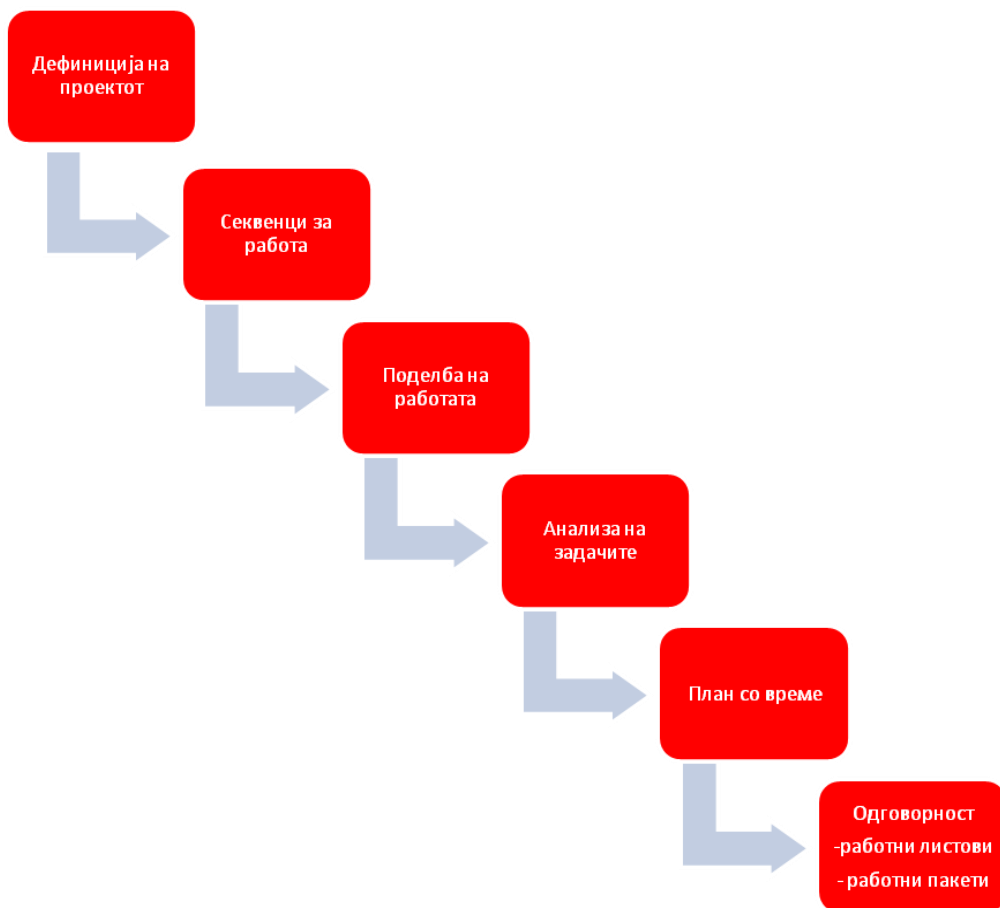 Дефиниција на
проектот
Секвенци за
работа
Поделба на
работата
Анализа на
задачите
План со време
Одговорност
-работни листови
- работни пакети